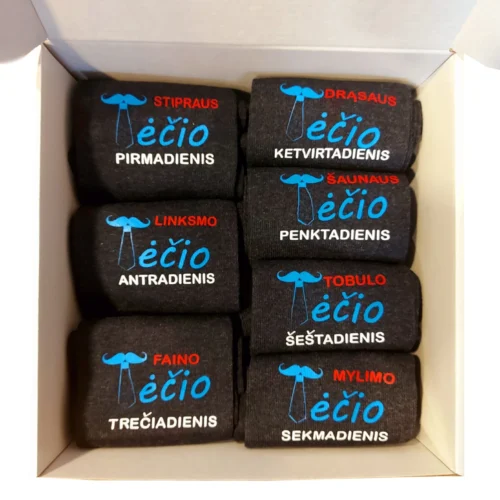 STIPRAUS
Tėčio
PIRMADIENIS
LINKSMO
Tėčio
ANTRADIENIS
FAINO
Tėčio
TREČIADIENIS
DRĄSAUS
Tėčio
KETVIRTADIENIS
ŠAUNAUS
Tėčio
PENKTADIENIS
TOBULO
Tėčio
ŠEŠTADIENIS
MYLIMO
Tėčio
SEKMADIENIS